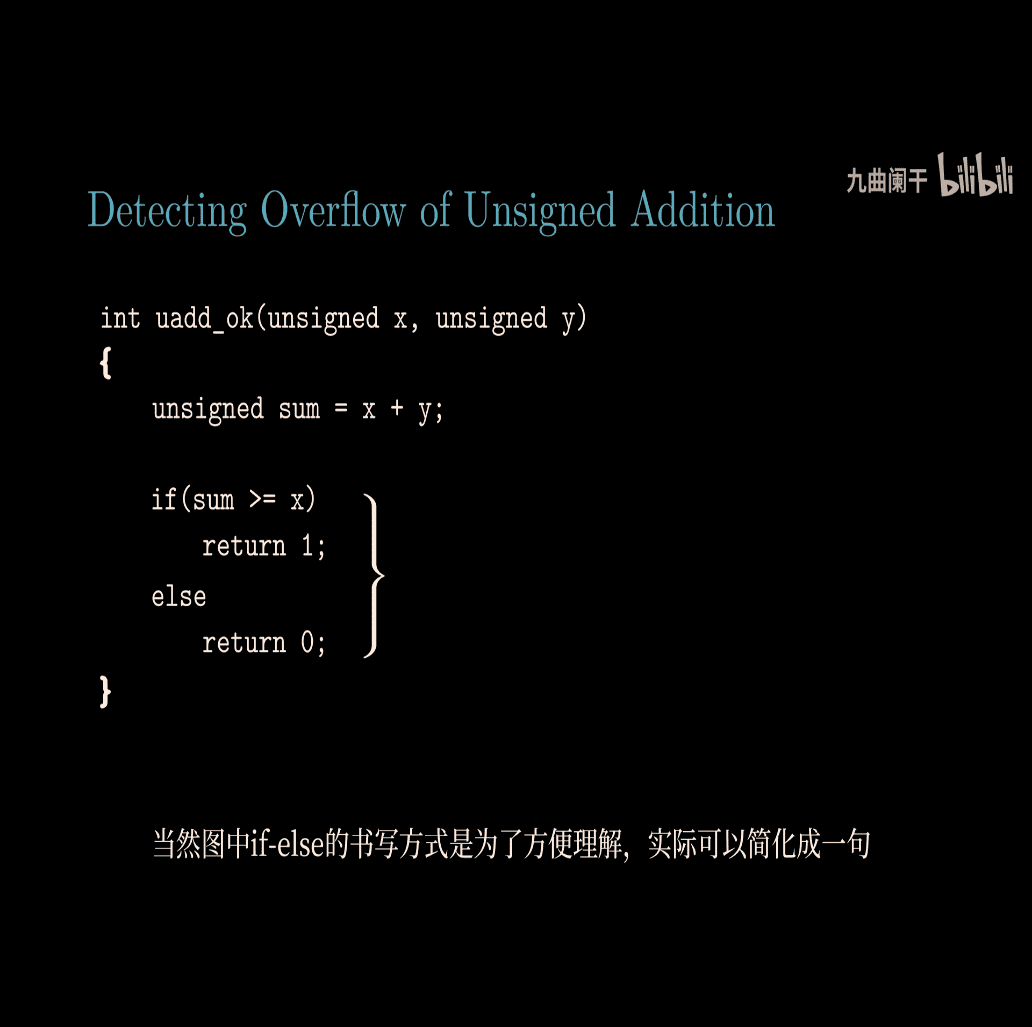 九曲阑干 bilibili
Detecting Overflow of Unsigned Addition
int uadd_ok(unsigned x, unsigned y)
{
unsigned sum = x + y;
if(sum >= x)
return 1;
else
return 0;
}
当然图中if-else的书写方式是为了方便理解，实际可以简化成一句